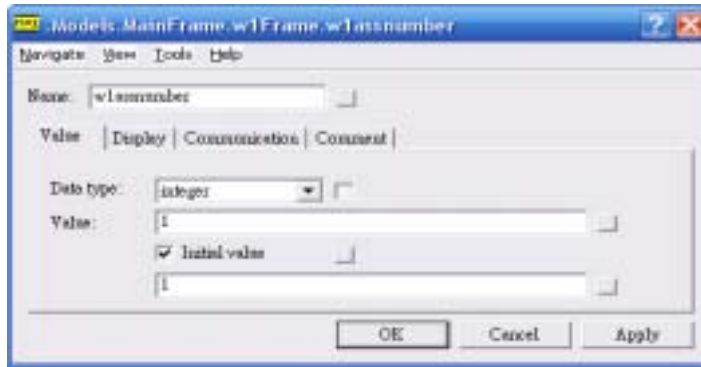 .Models.MainFrame.w1Frame.w1assnumber
Navigate View Tools Help
Name: w1assnumber
Value Display Communication Comment
Data type: integer
Value: 1
Initial value
1
OK Cancel Apply